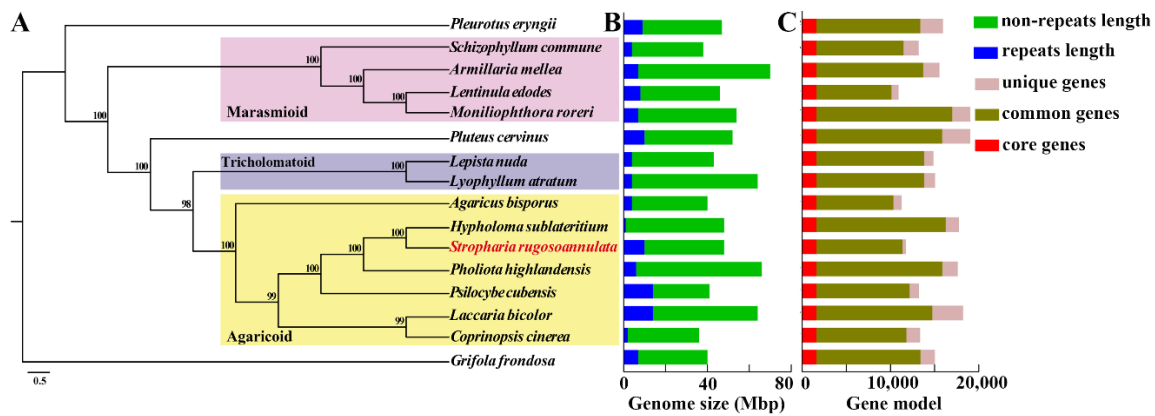 A
B
C
Pleurotus eryngii
Schizophyllum commune
Armillaria mellea
Lentinula edodes
Moniliophthora roreri
Marasmioid
Pluteus cervinus
Tricholomatoid
Lepista nuda
Lyophyllum atratum
Agaricus bisporus
Hypholoma sublateritium
Stropharia rugosoannulata
Pholiota highlandensis
Psilocybe cubensis
Laccaria bicolor
Coprinopsis cinerea
Agaricoid
Grifola frondosa
100
100
100
100
100
100
98
100
100
100
100
99
99
0.5
0 40 80
Genome size (Mbp)
0 10,000 20,000
Gene model
non-repeats length
repeats length
unique genes
common genes
core genes